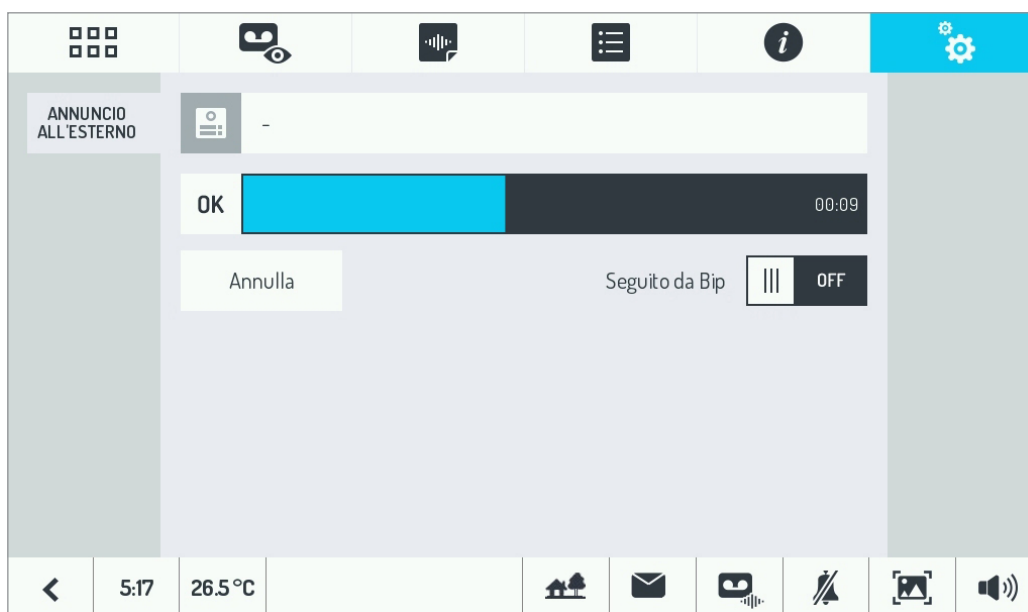 ANNUNCIO
ALL'ESTERNO
-
OK
00:09
Annulla
Seguito da Bip
OFF
5:17
26.5 °C